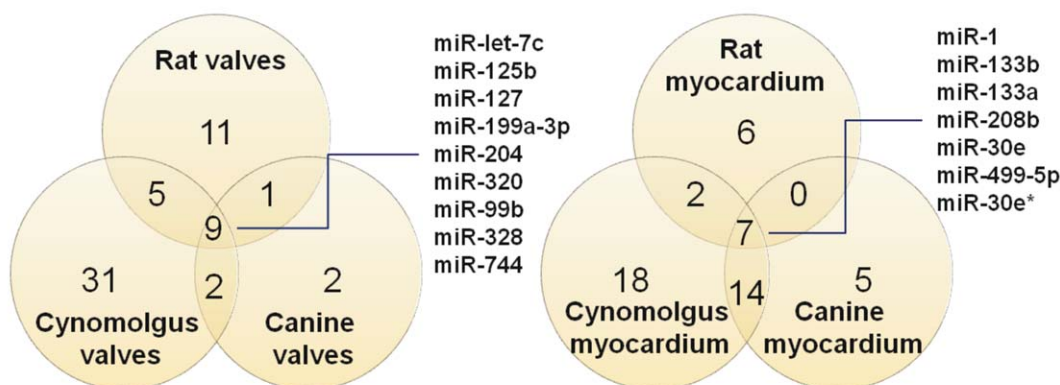 Rat valves
11
5
1
9
31
2
2
Cynomolgus
valves
Canine
valves
miR-let-7c
miR-125b
miR-127
miR-199a-3p
miR-204
miR-320
miR-99b
miR-328
miR-744
Rat
myocardium
6
2
0
7
18
14
5
Cynomolgus
myocardium
Canine
myocardium
miR-1
miR-133b
miR-133a
miR-208b
miR-30e
miR-499-5p
miR-30e*